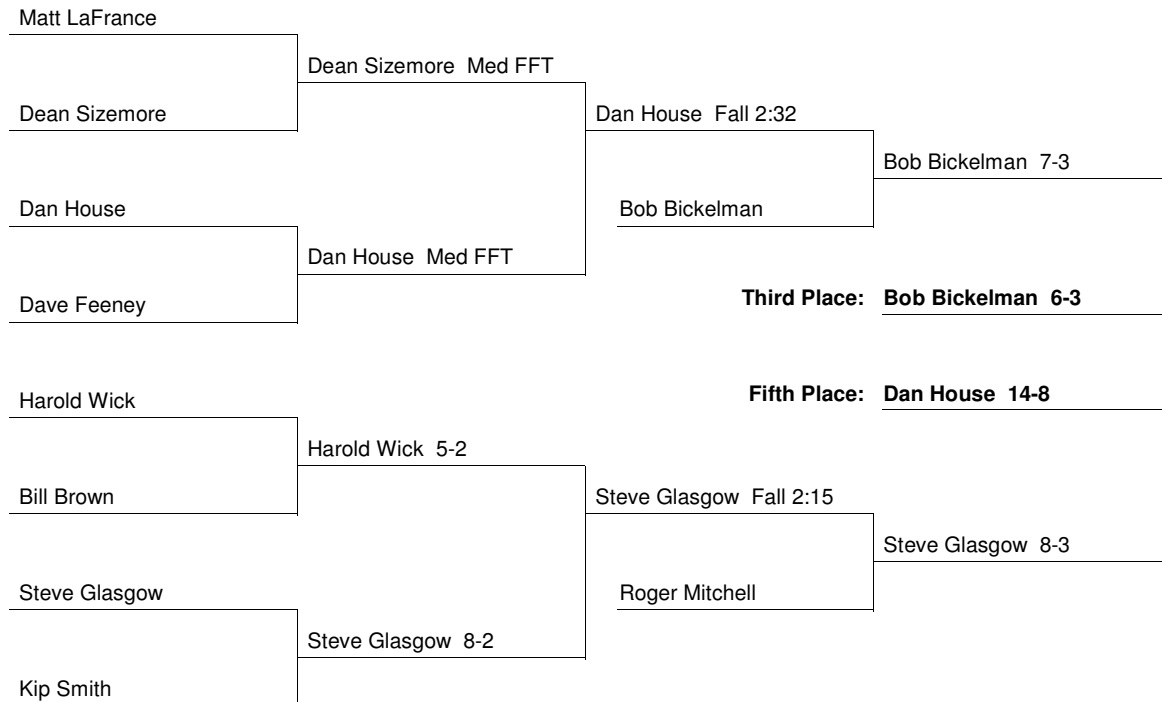 Matt LaFrance
Dean Sizemore  Med FFT
Dean Sizemore
Dan House  Fall 2:32
Bob Bickelman  7-3
Dan House
Bob Bickelman
Dan House  Med FFT
Dave Feeney
Third Place:  Bob Bickelman  6-3
Harold Wick
Fifth Place:  Dan House  14-8
Harold Wick  5-2
Bill Brown
Steve Glasgow  Fall 2:15
Steve Glasgow  8-3
Steve Glasgow
Roger Mitchell
Steve Glasgow  8-2
Kip Smith